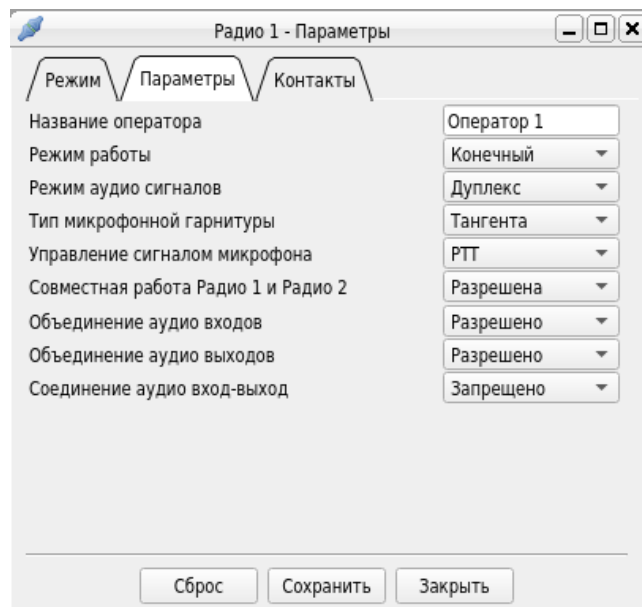 Радио 1 - Параметры
Режим Параметры Контакты
Название оператора Оператор 1
Режим работы Конечный
Режим аудио сигналов Дуплекс
Тип микрофонной гарнитуры Тангента
Управление сигналом микрофона РТТ
Совместная работа Радио 1 и Радио 2 Разрешена
Объединение аудио входов Разрешено
Объединение аудио выходов Разрешено
Соединение аудио вход-выход Запрещено
Сброс Сохранить Закрыть